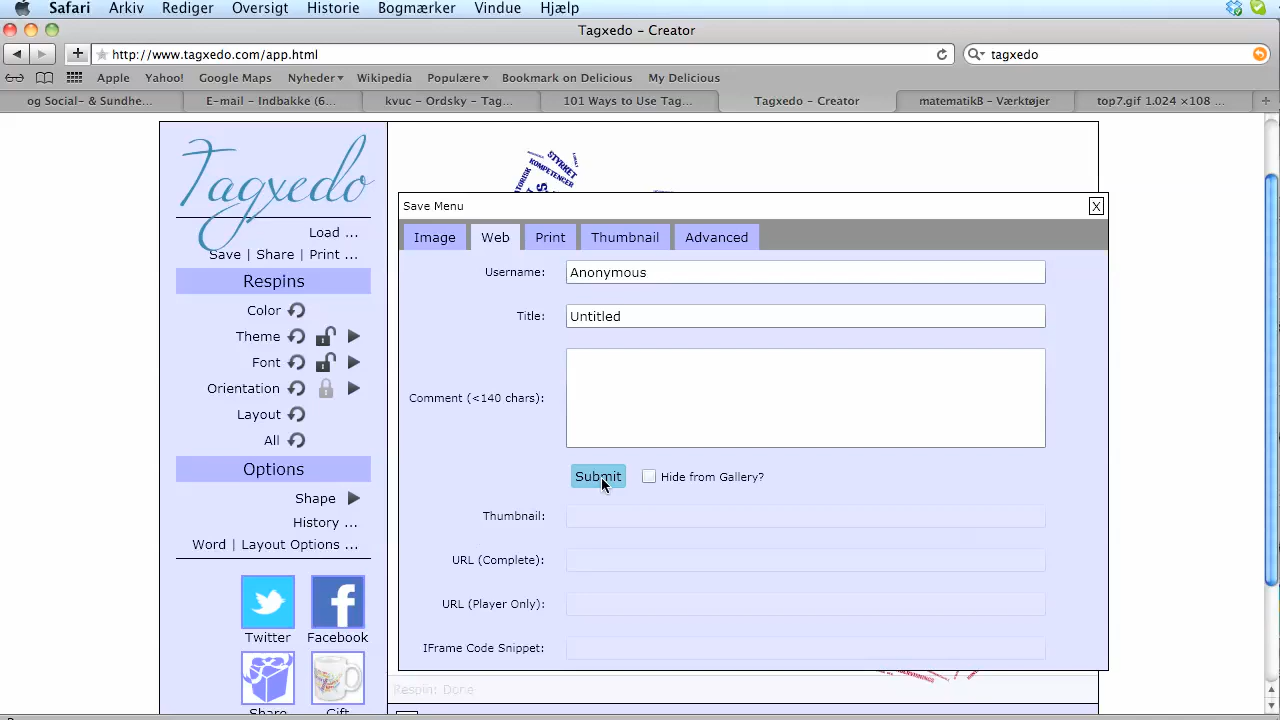 Safari Arkiv Rediger Oversigt Historie Bogmærker Vindue Hjælp
Tagxedo – Creator
http://www.tagxedo.com/app.html
tagxedo
Apple Yahoo! Google Maps Nyheder Wikipedia Populære Bookmark on Delicious My Delicious
og Social- & Sundhe... E-mail – Indbakke (6... kvuc – Ordsky – Tag... 101 Ways to Use Tag... Tagxedo – Creator matematikB – Værktøjer top7.gif 1.024 ×108 ...
Tagxedo
Load ...
Save | Share | Print ...
Respins
Color
Theme
Font
Orientation
Layout
All
Options
Shape
History ...
Word | Layout Options ...
Twitter Facebook
Share Gift
STYRKET
KOMPETENCER
Save Menu
X
Image Web Print Thumbnail Advanced
Username: Anonymous
Title: Untitled
Comment (<140 chars):
Submit Hide from Gallery?
Thumbnail:
URL (Complete):
URL (Player Only):
IFrame Code Snippet:
Respin: Done